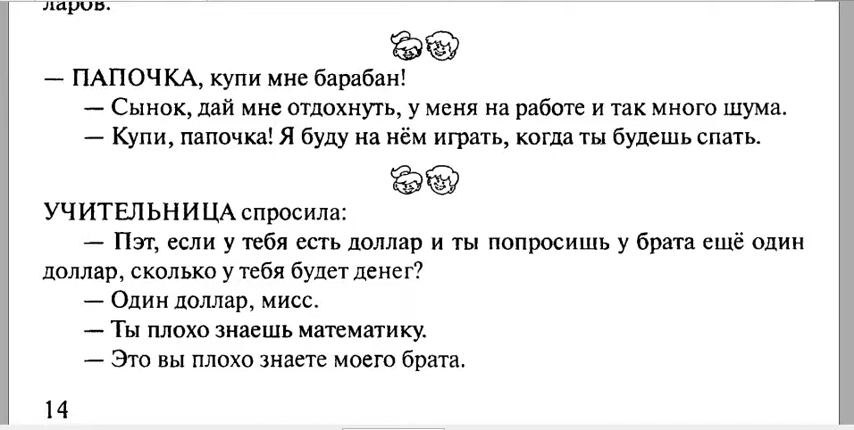 ларов.
— ПАПОЧКА, купи мне барабан!
— Сынок, дай мне отдохнуть, у меня на работе и так много шума.
— Купи, папочка! Я буду на нём играть, когда ты будешь спать.
УЧИТЕЛЬНИЦА спросила:
— Пэт, если у тебя есть доллар и ты попросишь у брата ещё один
доллар, сколько у тебя будет денег?
— Один доллар, мисс.
— Ты плохо знаешь математику.
— Это вы плохо знаете моего брата.
14